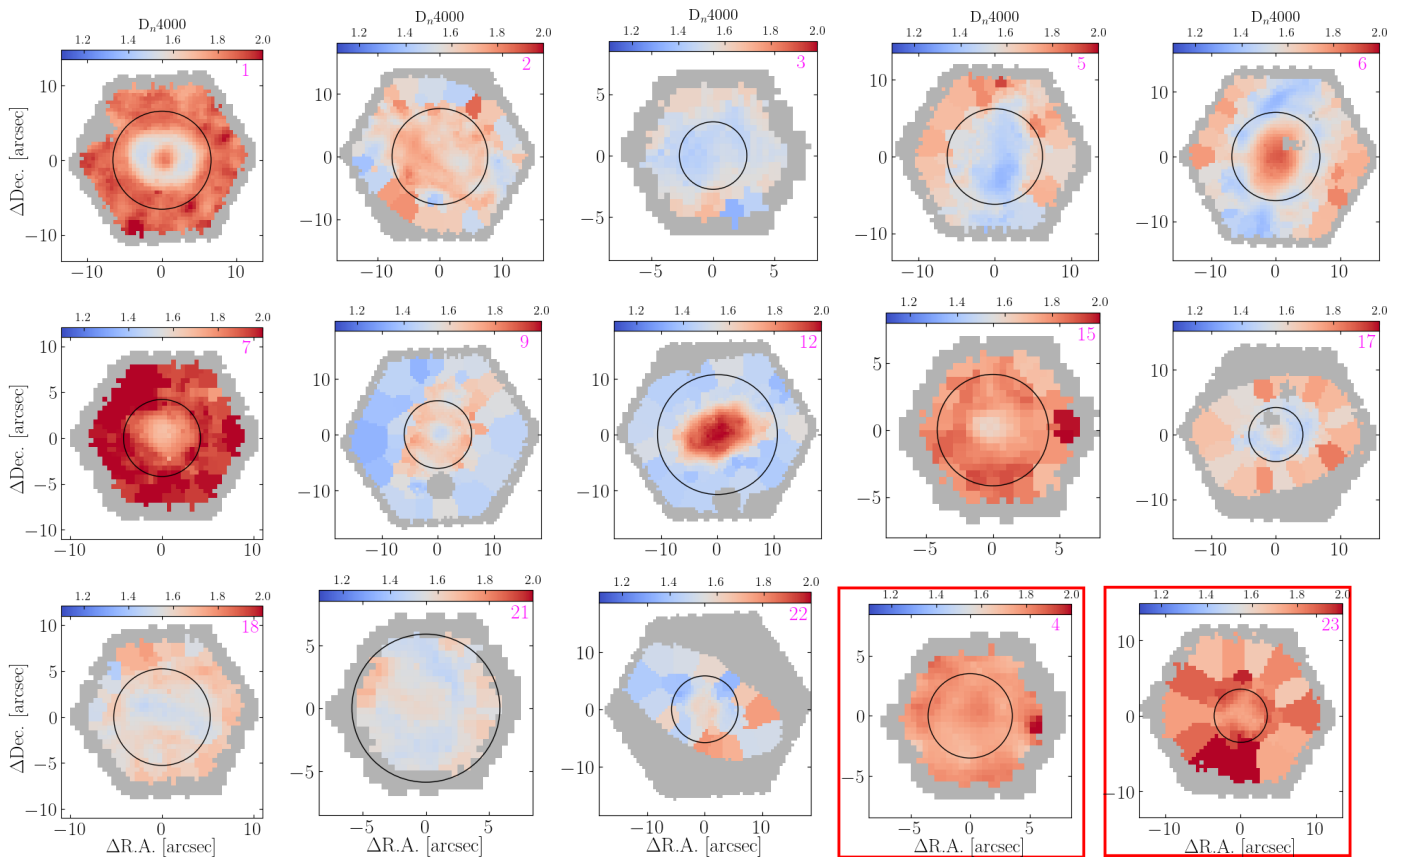 Dn4000 Dn4000 Dn4000 Dn4000 Dn4000
1.2 1.4 1.6 1.8 2.0 1.2 1.4 1.6 1.8 2.0 1.2 1.4 1.6 1.8 2.0 1.2 1.4 1.6 1.8 2.0 1.2 1.4 1.6 1.8 2.0
1 2 3 5 6
ΔDec. [arcsec]
10 0 −10
10 0 −10
5 0 −5
10 0 −10
10 0 −10
−10 0 10 −10 0 10 −5 0 5 −10 0 10 −10 0 10
1.2 1.4 1.6 1.8 2.0 1.2 1.4 1.6 1.8 2.0 1.2 1.4 1.6 1.8 2.0 1.2 1.4 1.6 1.8 2.0 1.2 1.4 1.6 1.8 2.0
7 9 12 15 17
ΔDec. [arcsec]
10 5 0 −5 −10
10 0 −10
10 0 −10
5 0 −5
10 0 −10
−10 0 10 −10 0 10 −10 0 10 −5 0 5 −10 0 10
1.2 1.4 1.6 1.8 2.0 1.2 1.4 1.6 1.8 2.0 1.2 1.4 1.6 1.8 2.0 1.2 1.4 1.6 1.8 2.0 1.2 1.4 1.6 1.8 2.0
18 21 22 4 23
ΔDec. [arcsec]
10 5 0 −5 −10
5 0 −5
10 0 −10
5 0 −5
10 0 −10
−10 0 10 −5 0 5 −10 0 10 −5 0 5 −10 0 10
ΔR.A. [arcsec] ΔR.A. [arcsec] ΔR.A. [arcsec] ΔR.A. [arcsec] ΔR.A. [arcsec]